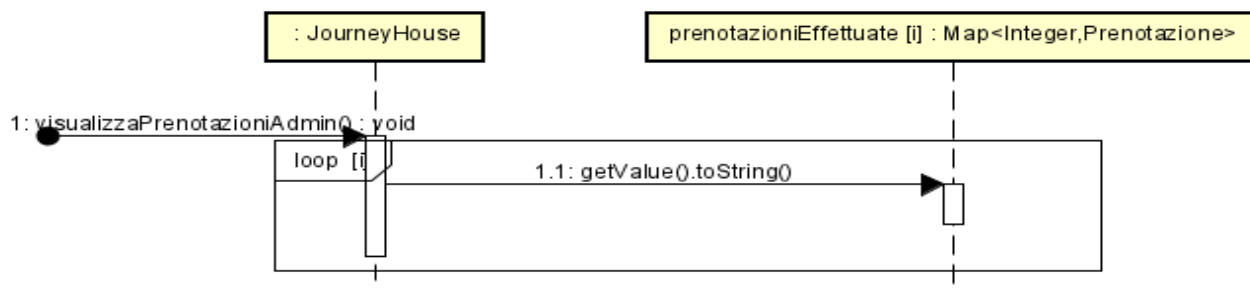 : JourneyHouse
prenotazioniEffettuate [i] : Map<Integer,Prenotazione>
1: visualizzaPrenotazioniAdmin() : void
loop [i]
1.1: getValue().toString()